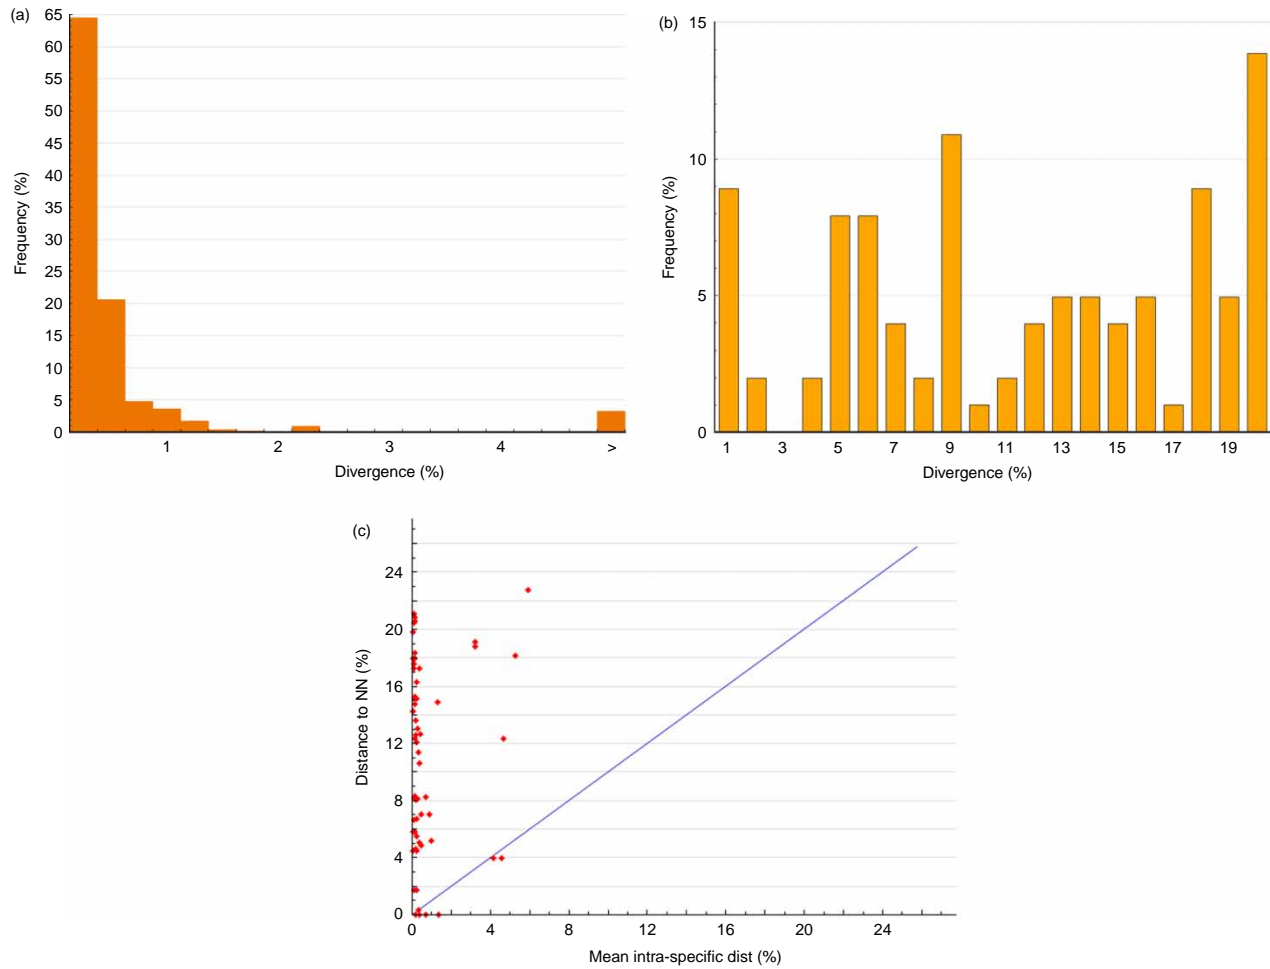 (a)
65
60
55
50
45
40
35
30
25
20
15
10
5
0
Frequency (%)
1 2 3 4 >
Divergence (%)
(b)
15
10
5
0
Frequency (%)
1 3 5 7 9 11 13 15 17 19
Divergence (%)
(c)
24
20
16
12
8
4
0
Distance to NN (%)
0 4 8 12 16 20 24
Mean intra-specific dist (%)